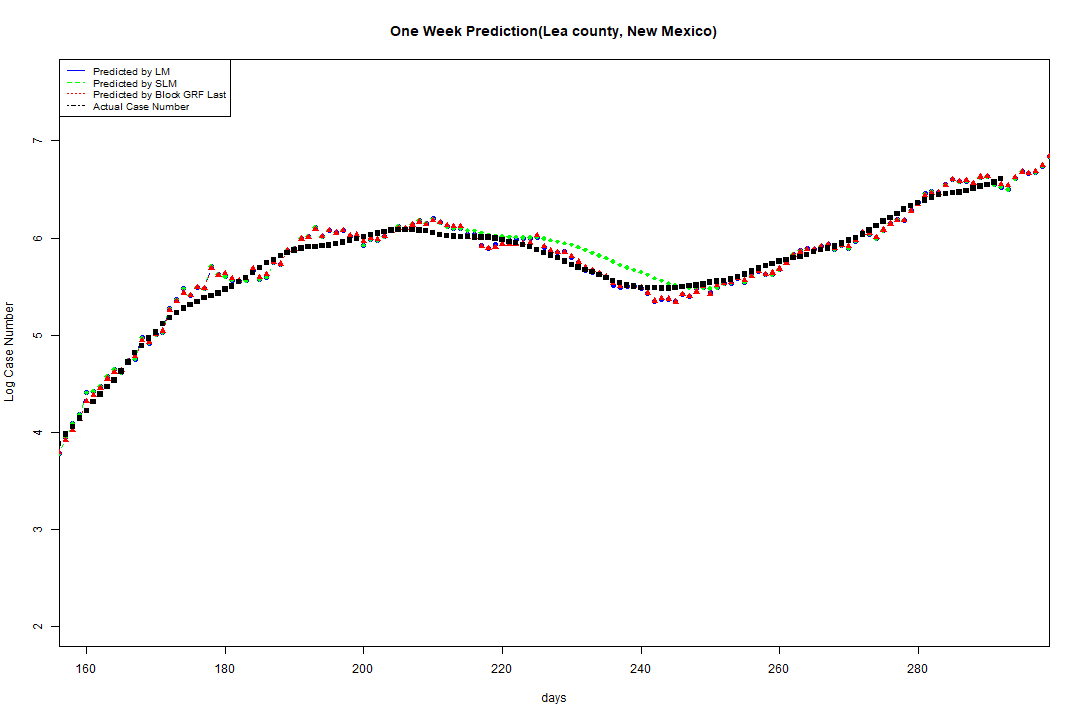 One Week Prediction(Lea county, New Mexico)
Predicted by LM
Predicted by SLM
Predicted by Block GRF Last
Actual Case Number
7
6
5
4
3
2
Log Case Number
160 180 200 220 240 260 280
days